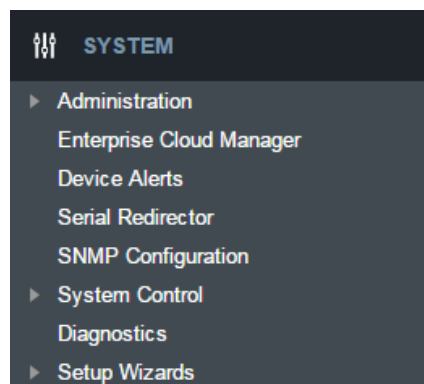 SYSTEM
Administration
Enterprise Cloud Manager
Device Alerts
Serial Redirector
SNMP Configuration
System Control
Diagnostics
Setup Wizards